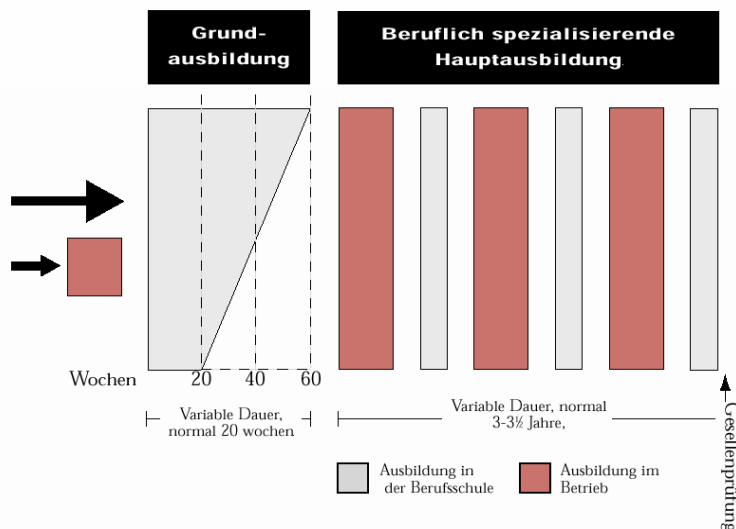 Grund-
ausbildung
Beruflich spezialisierende
Hauptausbildung
Wochen
20
40
60
Variable Dauer,
normal 20 wochen
Variable Dauer, normal
3-3½ Jahre,
Gesellenprüfung
Ausbildung in
der Berufsschule
Ausbildung im
Betrieb